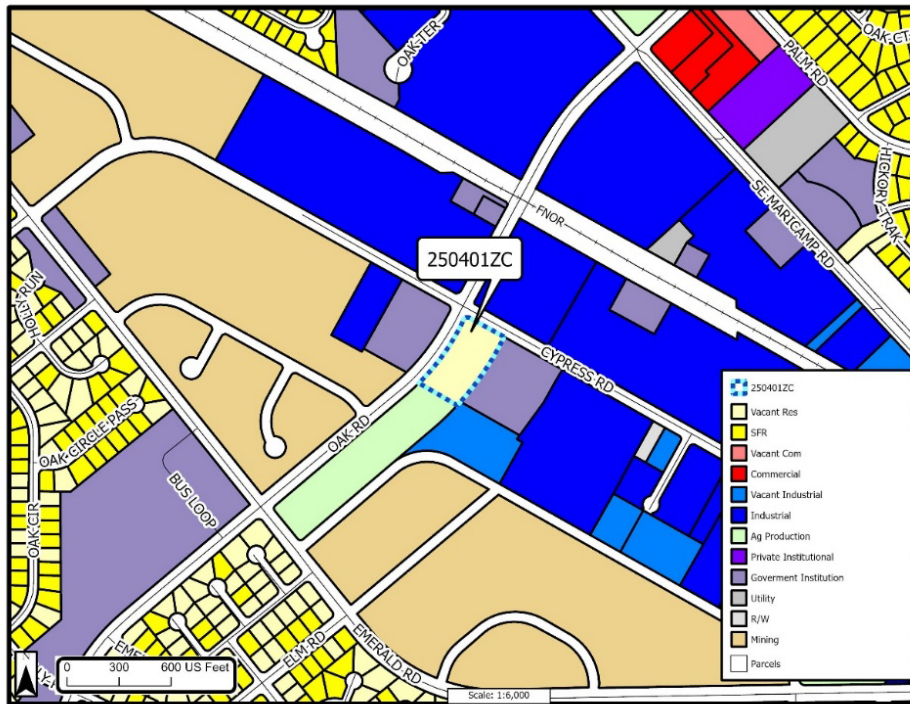 OAK-TER
PALM RD
OAK-CT
HICKORY-TRAK
SE-MARICAMP-RD
FNOR
250401ZC
CYPRESS RD
HOLLY-RUN
OAK-CIRCLE-PASS
OAK-RD
OAK-CIR
BUS LOOP
ELM-RD
EMERALD-RD
250401ZC
Vacant Res
SFR
Vacant Com
Commercial
Vacant Industrial
Industrial
Ag Production
Private Institutional
Goverment Institution
Utility
R/W
Mining
Parcels
0 300 600 US Feet
Scale: 1:6,000